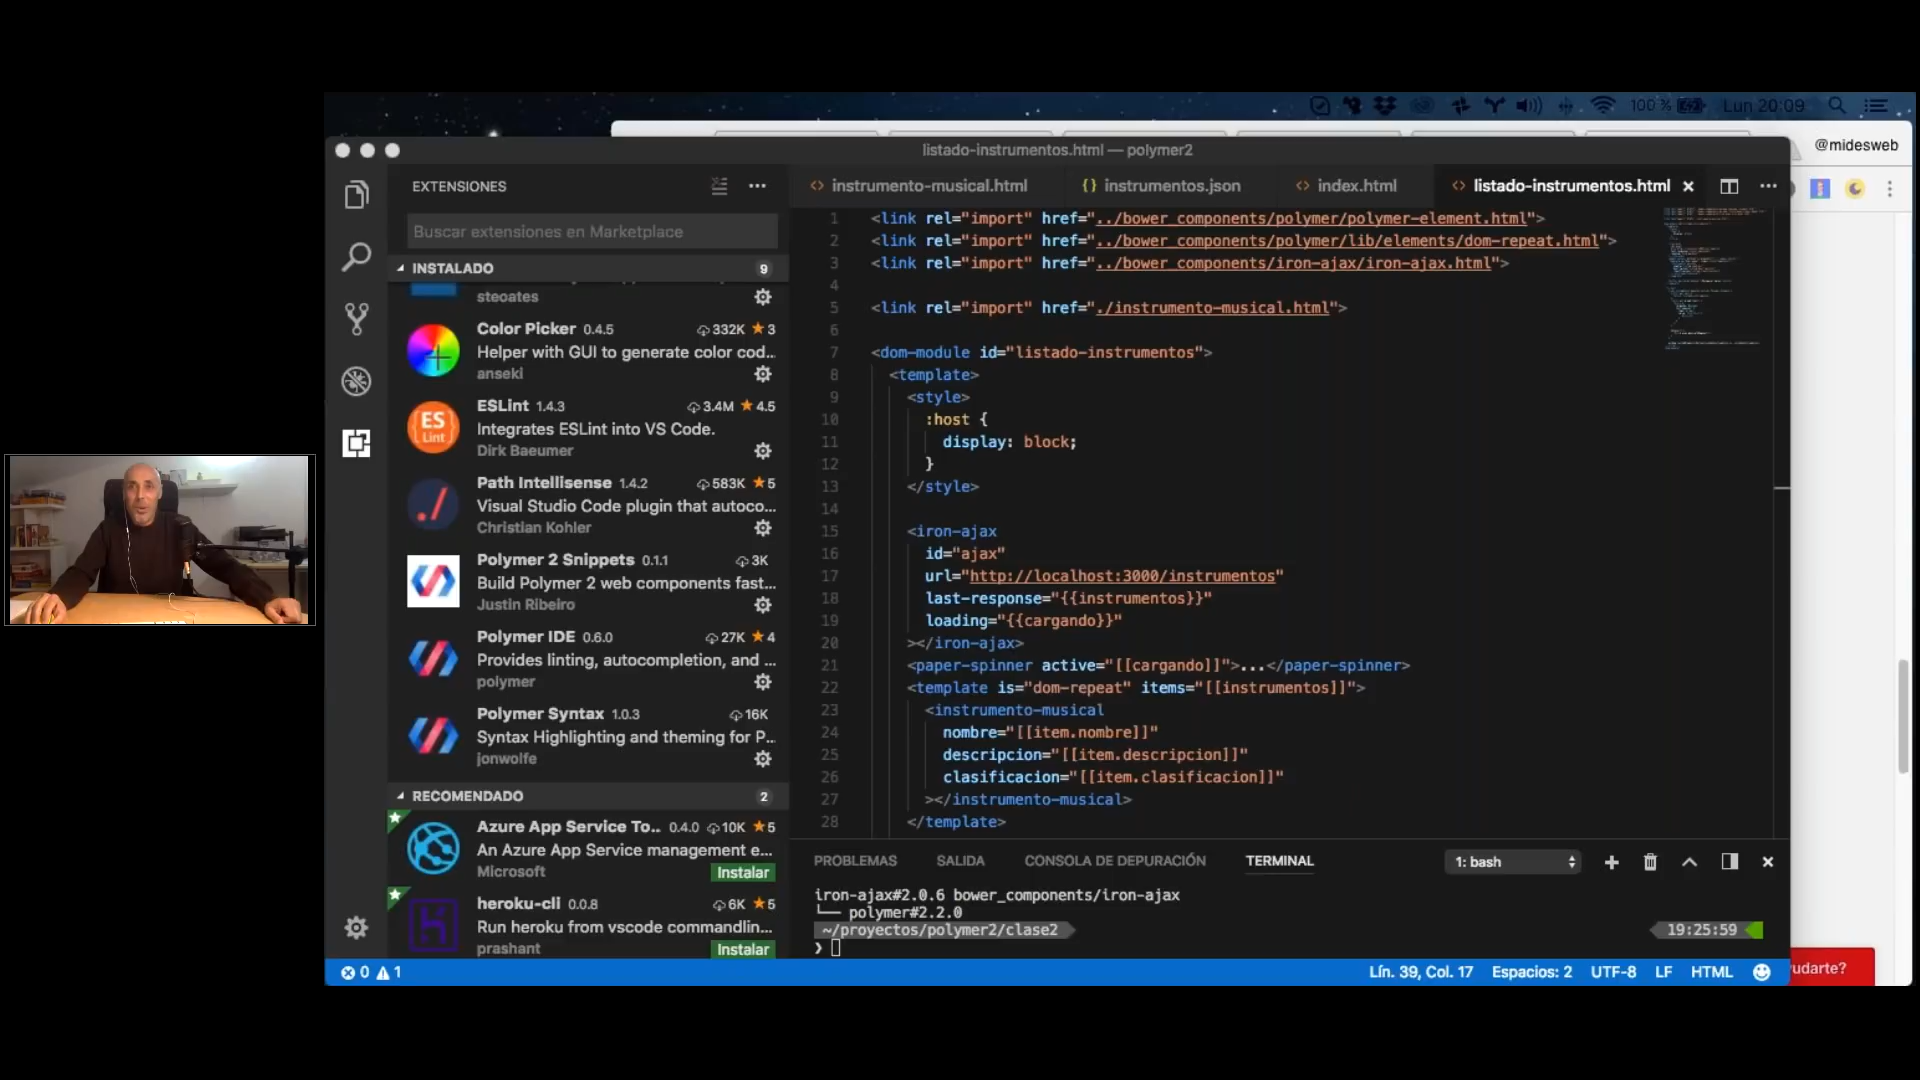 100 %
Lun 20:09
@midesweb
listado-instrumentos.html — polymer2
EXTENSIONES
Buscar extensiones en Marketplace
INSTALADO
9
steoates
Color Picker 0.4.5 332K 3
Helper with GUI to generate color cod...
anseki
ES
Lint
ESLint 1.4.3 3.4M 4.5
Integrates ESLint into VS Code.
Dirk Baeumer
Path Intellisense 1.4.2 583K 5
Visual Studio Code plugin that autoco...
Christian Kohler
Polymer 2 Snippets 0.1.1 3K
Build Polymer 2 web components fast...
Justin Ribeiro
Polymer IDE 0.6.0 27K 4
Provides linting, autocompletion, and ...
polymer
Polymer Syntax 1.0.3 16K
Syntax Highlighting and theming for P...
jonwolfe
RECOMENDADO
2
Azure App Service To.. 0.4.0 10K 5
An Azure App Service management e...
Microsoft
Instalar
heroku-cli 0.0.8 6K 5
Run heroku from vscode commandlin...
prashant
Instalar
instrumento-musical.html
{} instrumentos.json
index.html
listado-instrumentos.html
1 <link rel="import" href="../bower_components/polymer/polymer-element.html">
2 <link rel="import" href="../bower_components/polymer/lib/elements/dom-repeat.html">
3 <link rel="import" href="../bower_components/iron-ajax/iron-ajax.html">
4
5 <link rel="import" href="./instrumento-musical.html">
6
7 <dom-module id="listado-instrumentos">
8 <template>
9 <style>
10 :host {
11 display: block;
12 }
13 </style>
14
15 <iron-ajax
16 id="ajax"
17 url="http://localhost:3000/instrumentos"
18 last-response="{{instrumentos}}"
19 loading="{{cargando}}"
20 ></iron-ajax>
21 <paper-spinner active="[[cargando]]">...</paper-spinner>
22 <template is="dom-repeat" items="[[instrumentos]]">
23 <instrumento-musical
24 nombre="[[item.nombre]]"
25 descripcion="[[item.descripcion]]"
26 clasificacion="[[item.clasificacion]]"
27 ></instrumento-musical>
28 </template>
PROBLEMAS
SALIDA
CONSOLA DE DEPURACIÓN
TERMINAL
1: bash
iron-ajax#2.0.6 bower_components/iron-ajax
└── polymer#2.2.0
~/proyectos/polymer2/clase2
19:25:59
❯
0 1
Lín. 39, Col. 17
Espacios: 2
UTF-8
LF
HTML
udarte?